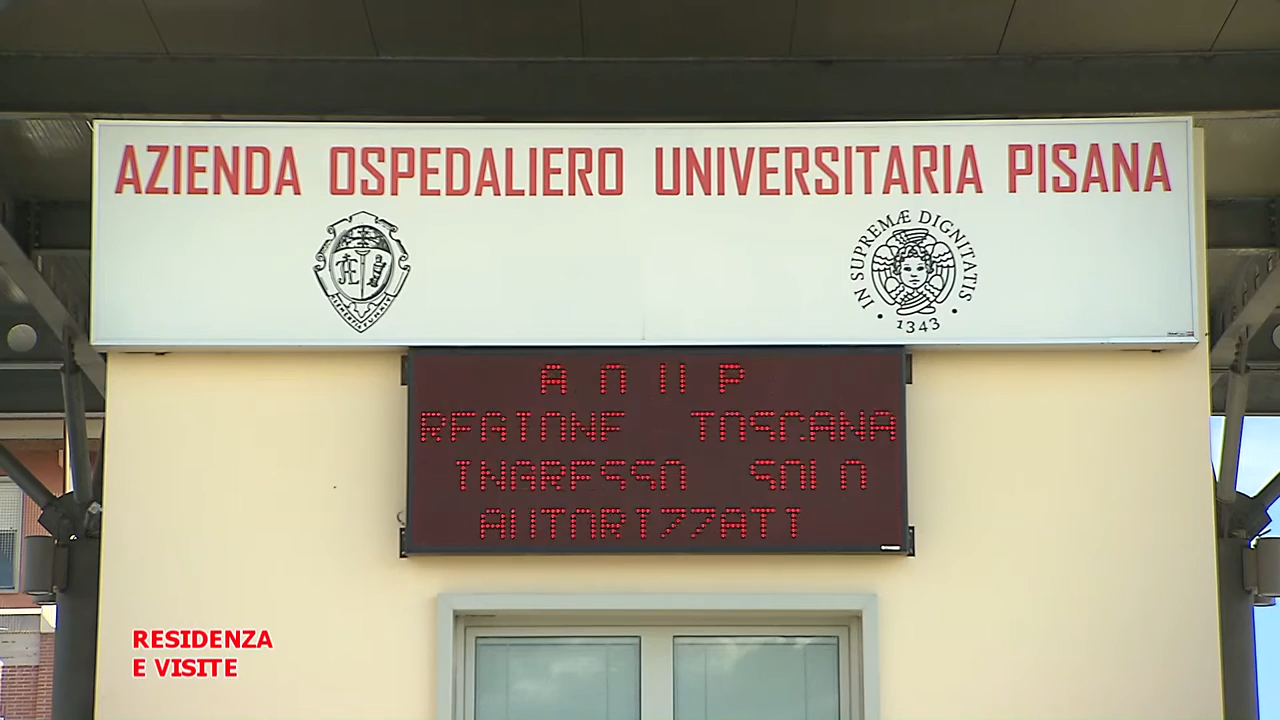 AZIENDA OSPEDALIERO UNIVERSITARIA PISANA
IN SUPREMÆ DIGNITATIS
• 1343 •
A O U P
REGIONE TOSCANA
INGRESSO SOLO
AUTORIZZATI
RESIDENZA
E VISITE